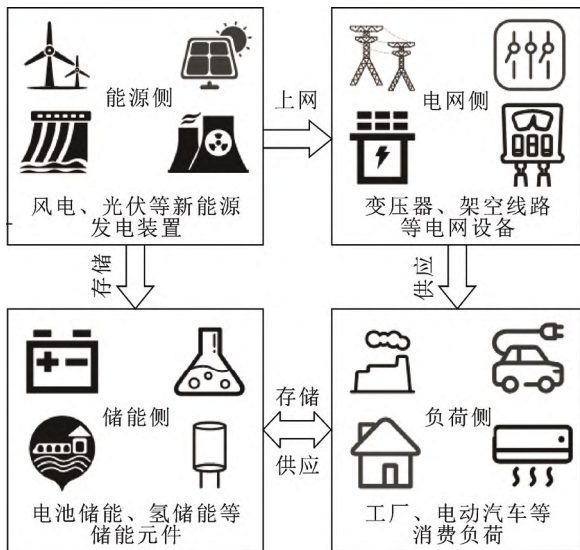 能源侧
风电、光伏等新能源
发电装置
上网
电网侧
变压器、架空线路
等电网设备
存储
供应
储能侧
电池储能、氢储能等
储能元件
存储
供应
负荷侧
工厂、电动汽车等
消费负荷